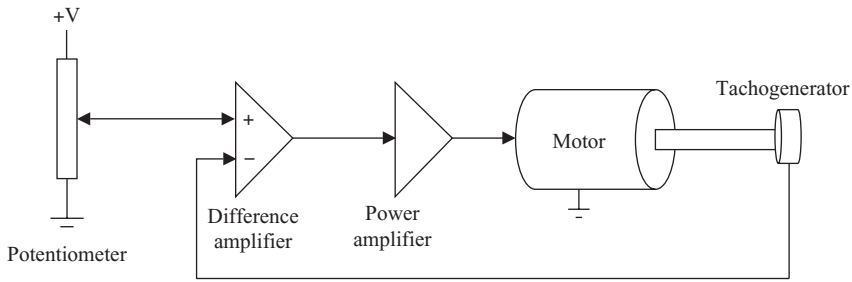 +V
Tachogenerator
+
−
Motor
Difference
amplifier
Power
amplifier
Potentiometer